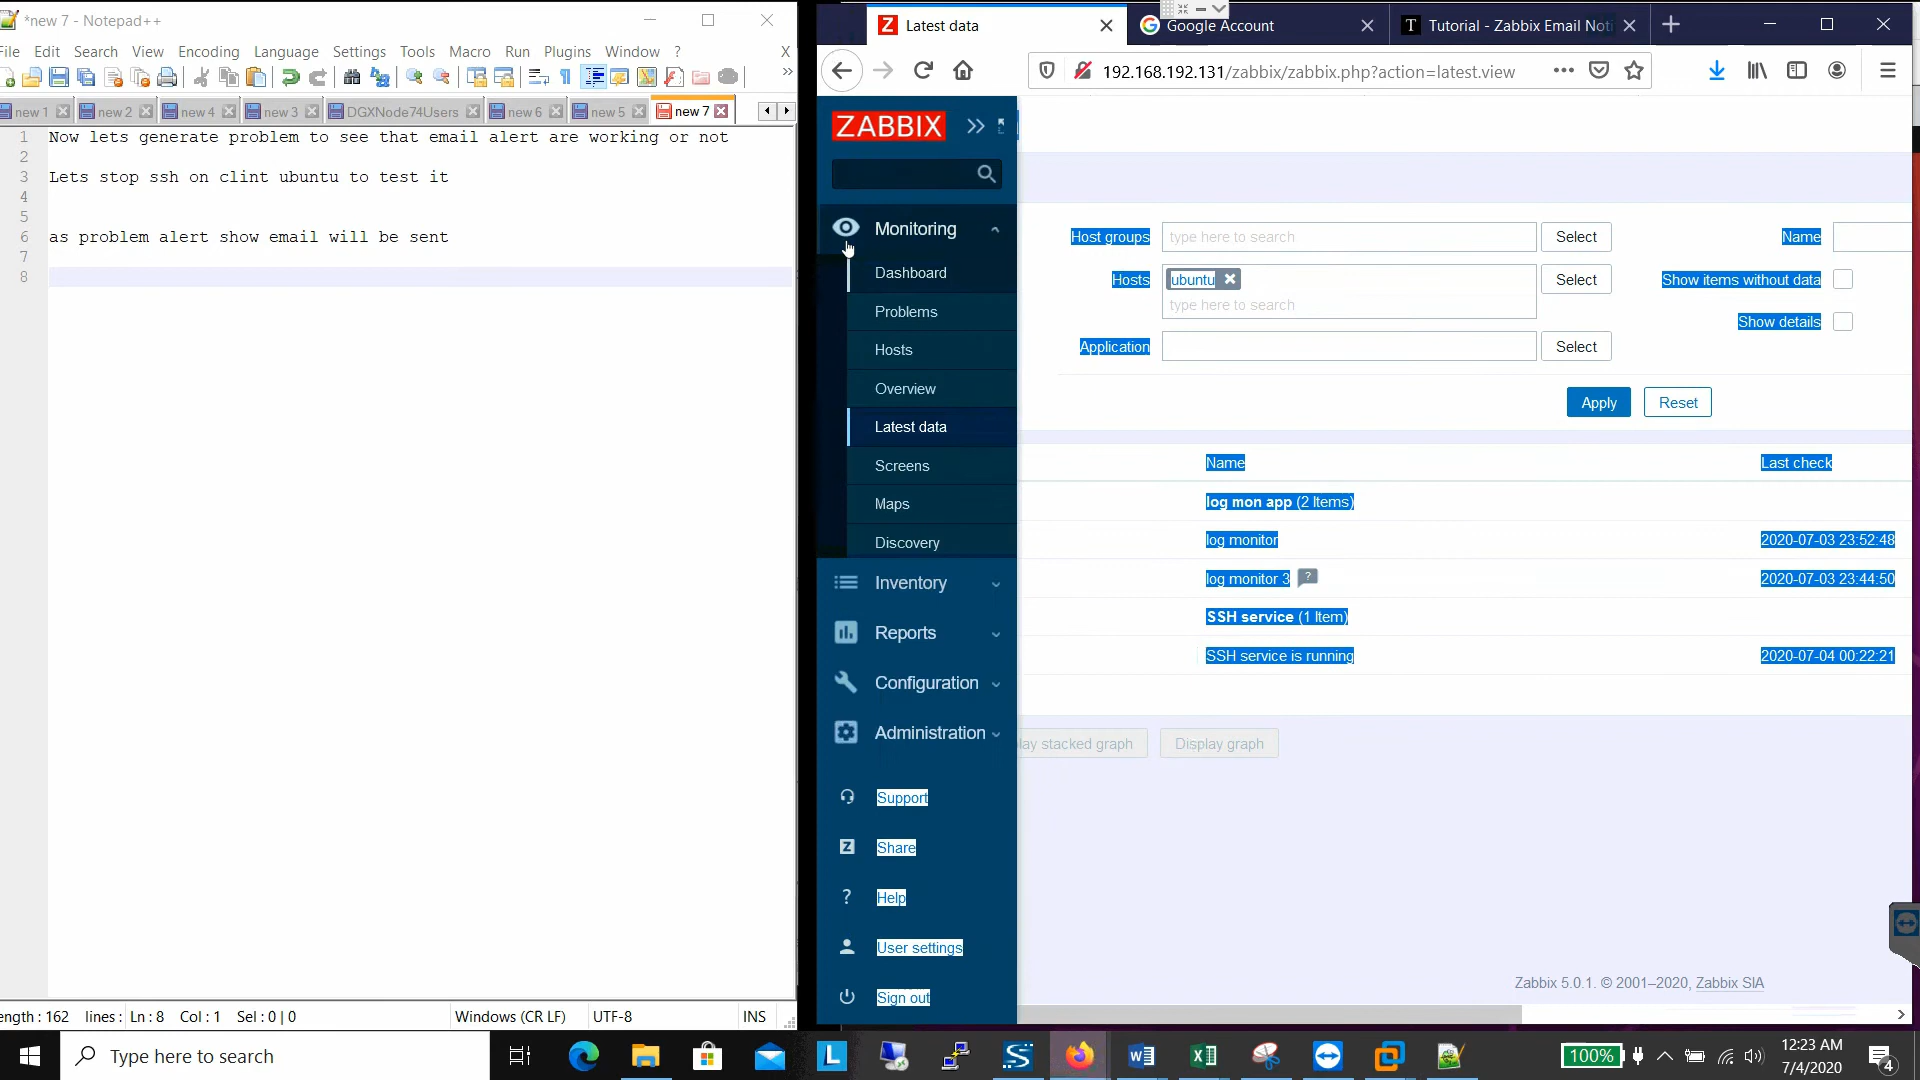 *new 7 - Notepad++
File Edit Search View Encoding Language Settings Tools Macro Run Plugins Window ? X
new 1 new 2 new 4 new 3 DGXNode74Users new 6 new 5 new 7
1 Now lets generate problem to see that email alert are working or not
2
3 Lets stop ssh on clint ubuntu to test it
4
5
6 as problem alert show email will be sent
7
8
ength : 162 lines : Ln : 8 Col : 1 Sel : 0 | 0 Windows (CR LF) UTF-8 INS
Latest data
Google Account
Tutorial - Zabbix Email Noti
192.168.192.131/zabbix/zabbix.php?action=latest.view
ZABBIX
Monitoring
Dashboard
Problems
Hosts
Overview
Latest data
Screens
Maps
Discovery
Inventory
Reports
Configuration
Administration
Support
Share
Help
User settings
Sign out
Host groups type here to search Select Name
Hosts ubuntu Select Show items without data
type here to search
Show details
Application Select
Apply Reset
Name Last check
log mon app (2 Items)
log monitor 2020-07-03 23:52:48
log monitor 3 ? 2020-07-03 23:44:50
SSH service (1 Item)
SSH service is running 2020-07-04 00:22:21
lay stacked graph Display graph
Zabbix 5.0.1. © 2001–2020, Zabbix SIA
Type here to search
100%
12:23 AM
7/4/2020
4